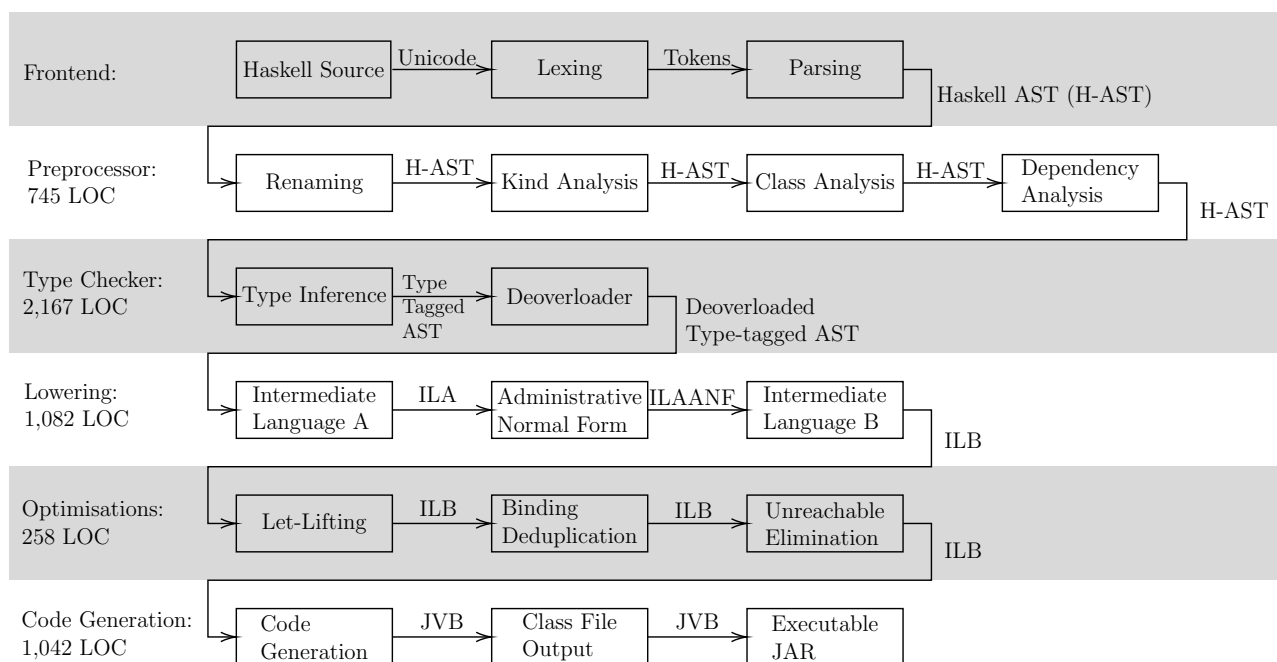 Frontend:
Haskell Source
Unicode
Lexing
Tokens
Parsing
Haskell AST (H-AST)
Preprocessor:
745 LOC
Renaming
H-AST
Kind Analysis
H-AST
Class Analysis
H-AST
Dependency
Analysis
H-AST
Type Checker:
2,167 LOC
Type Inference
Type
Tagged
AST
Deoverloader
Deoverloaded
Type-tagged AST
Lowering:
1,082 LOC
Intermediate
Language A
ILA
Administrative
Normal Form
ILAANF
Intermediate
Language B
ILB
Optimisations:
258 LOC
Let-Lifting
ILB
Binding
Deduplication
ILB
Unreachable
Elimination
ILB
Code Generation:
1,042 LOC
Code
Generation
JVB
Class File
Output
JVB
Executable
JAR